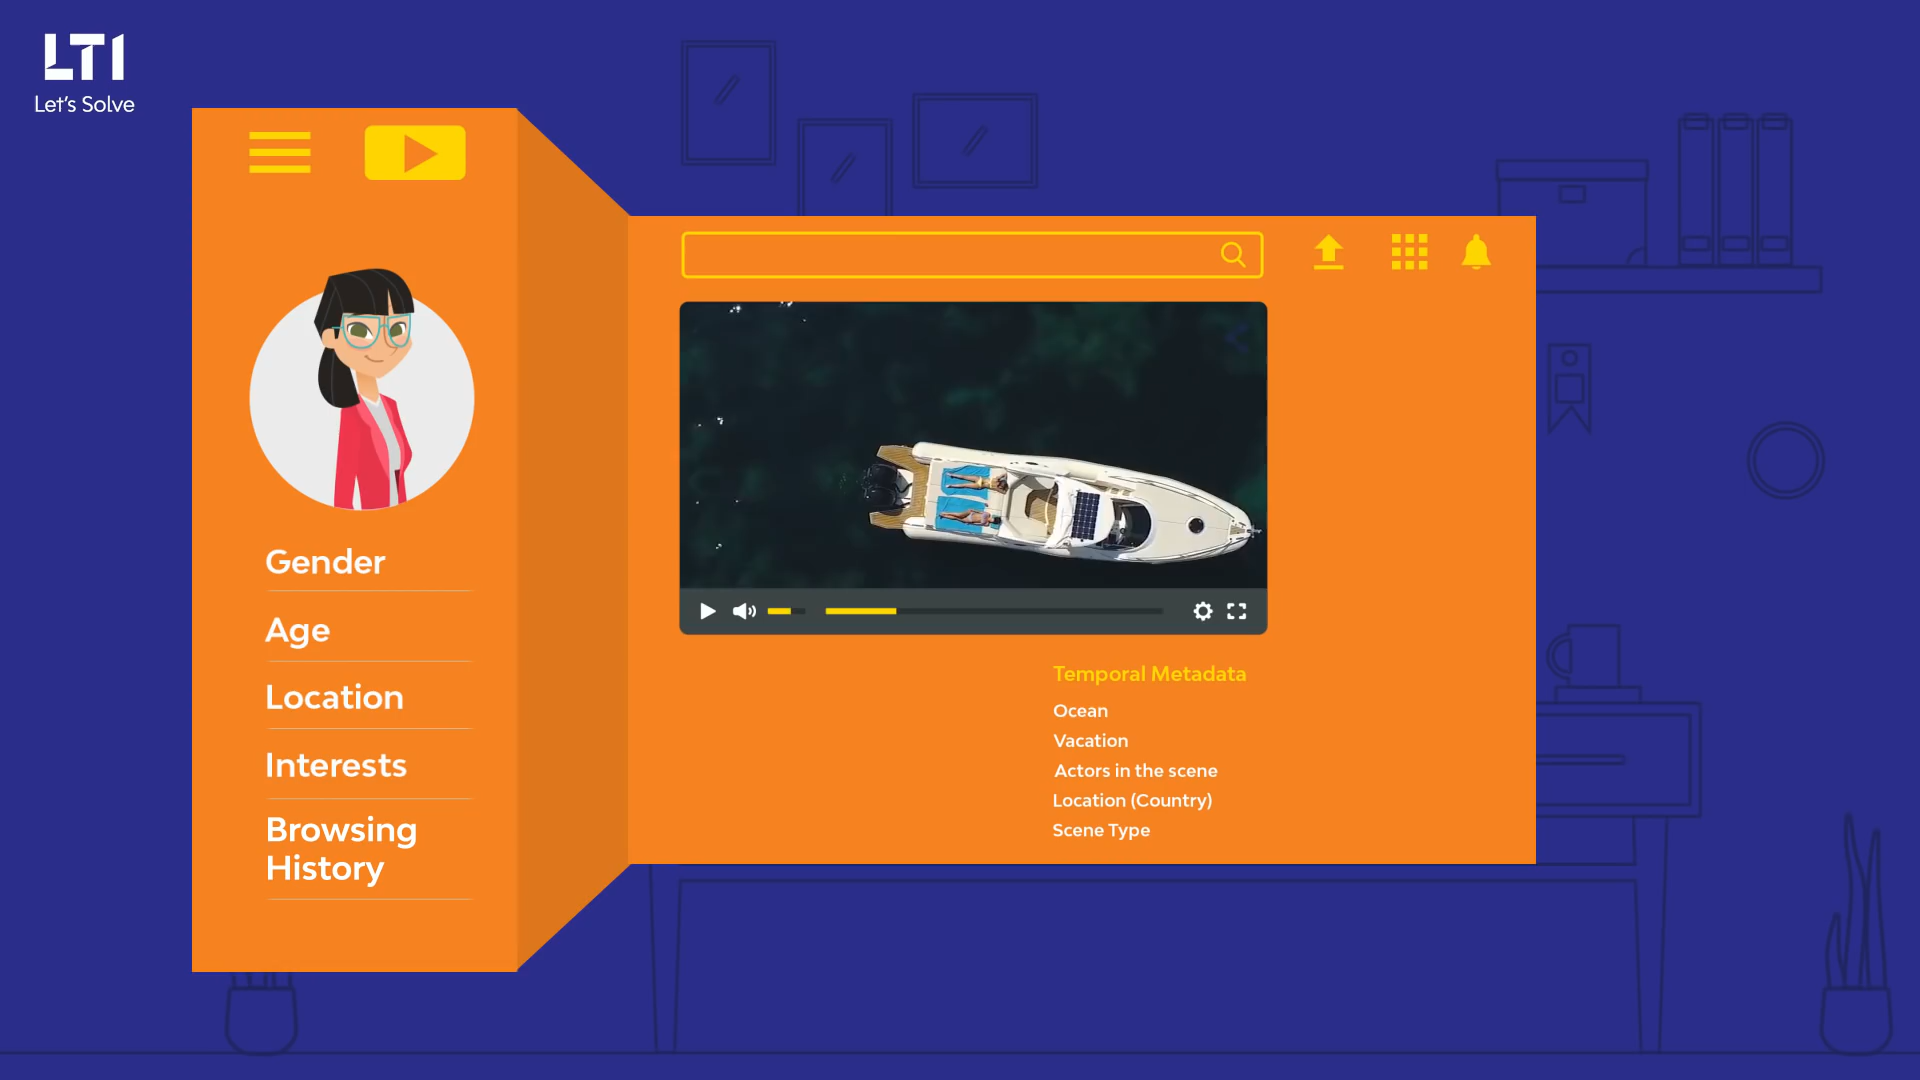 LTI
Let's Solve
Gender
Age
Location
Interests
Browsing
History
Temporal Metadata
Ocean
Vacation
Actors in the scene
Location (Country)
Scene Type